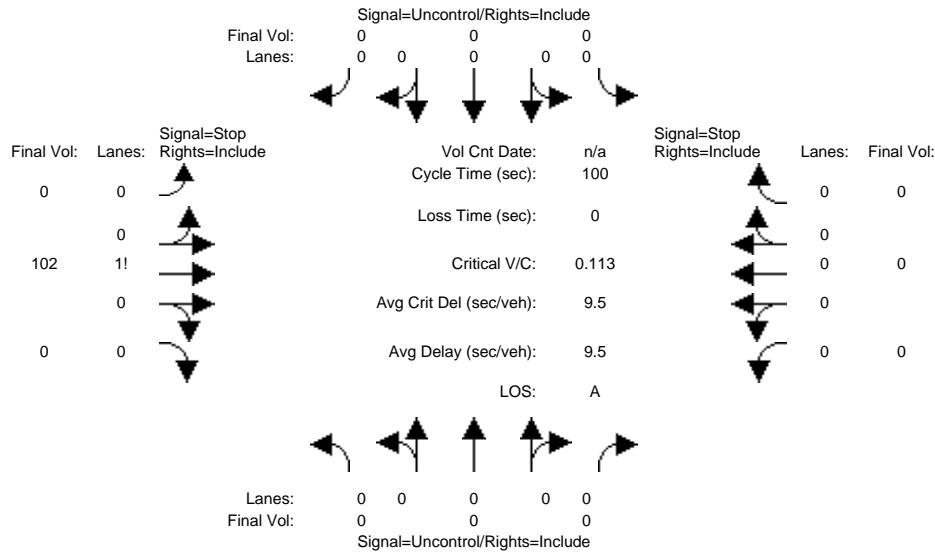 Signal=Uncontrol/Rights=Include
Final Vol: 0 0 0
Lanes: 0 0 0 0 0
Signal=Stop Signal=Stop
Final Vol: Lanes: Rights=Include Vol Cnt Date: n/a Rights=Include Lanes: Final Vol:
Cycle Time (sec): 100
0 0 0 0
Loss Time (sec): 0
0 0
102 1! Critical V/C: 0.113 0 0
0 Avg Crit Del (sec/veh): 9.5 0
0 0 Avg Delay (sec/veh): 9.5 0 0
LOS: A
Lanes: 0 0 0 0 0
Final Vol: 0 0 0
Signal=Uncontrol/Rights=Include